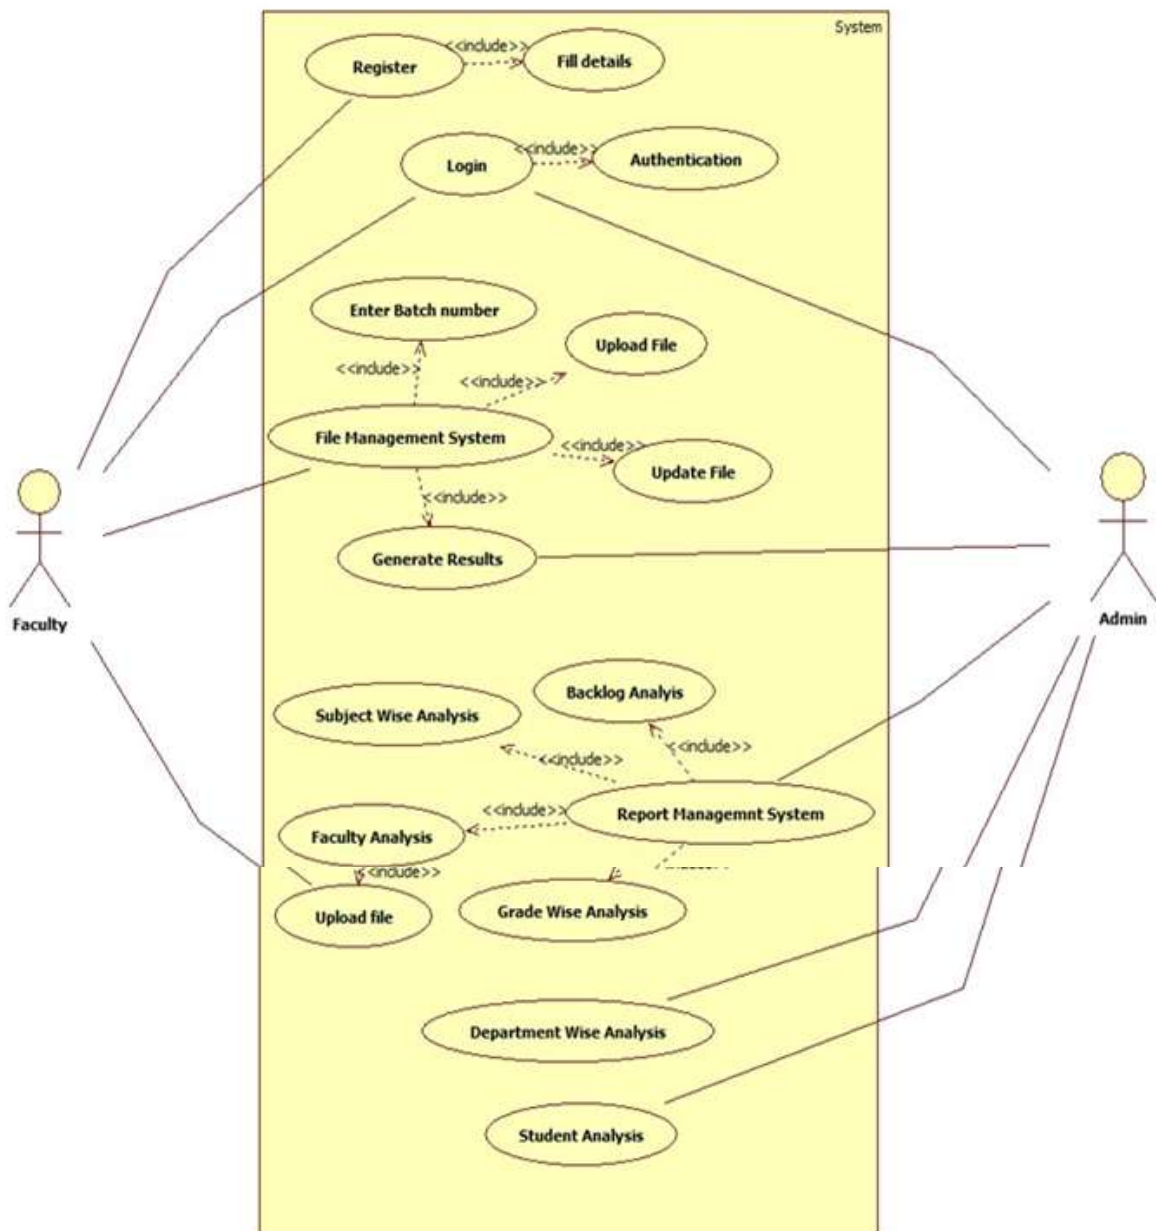 System
<<include>>
Register
Fill details
<<include>>
Login
Authentication
Enter Batch number
Upload File
<<include>>
<<include>>
File Management System
<<include>>
Update File
<<include>>
Generate Results
Faculty
Admin
Backlog Analyis
Subject Wise Analysis
<<include>>
<<include>>
<<include>>
Report Managemnt System
Faculty Analysis
<<include>>
Upload file
Grade Wise Analysis
Department Wise Analysis
Student Analysis